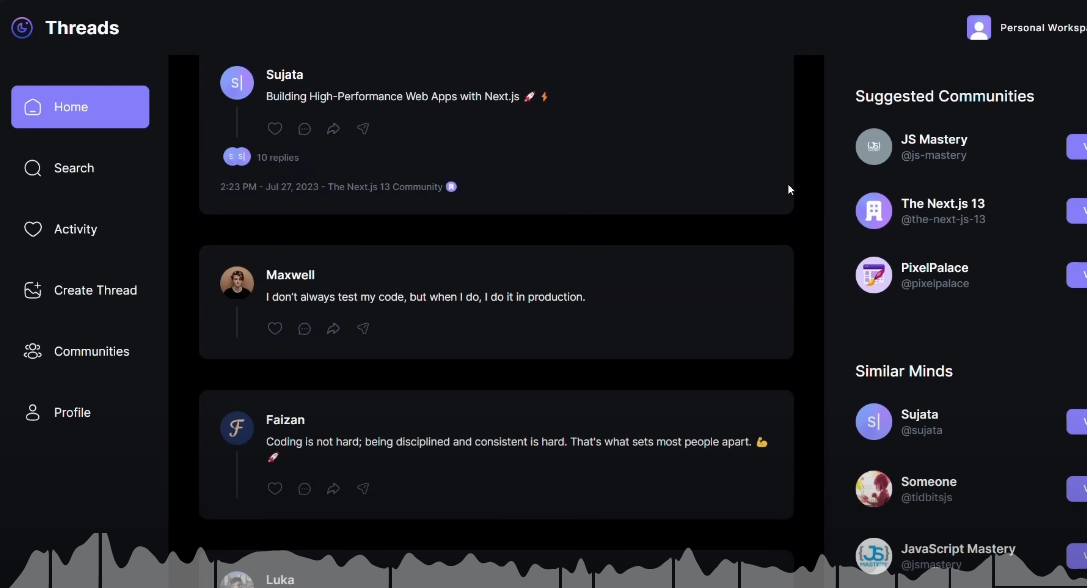 Threads
Personal Worksp
Home
Search
Activity
Create Thread
Communities
Profile
S|
Sujata
Building High-Performance Web Apps with Next.js 🚀 ⚡
S S|
10 replies
2:23 PM - Jul 27, 2023 - The Next.js 13 Community
Maxwell
I don't always test my code, but when I do, I do it in production.
F
Faizan
Coding is not hard; being disciplined and consistent is hard. That's what sets most people apart. 💪
🚀
Luka
Suggested Communities
JS
JS Mastery
@js-mastery
The Next.js 13
@the-next-js-13
PixelPalace
@pixelpalace
Similar Minds
S|
Sujata
@sujata
Someone
@tidbitsjs
JS
MASTERY
JavaScript Mastery
@jsmastery